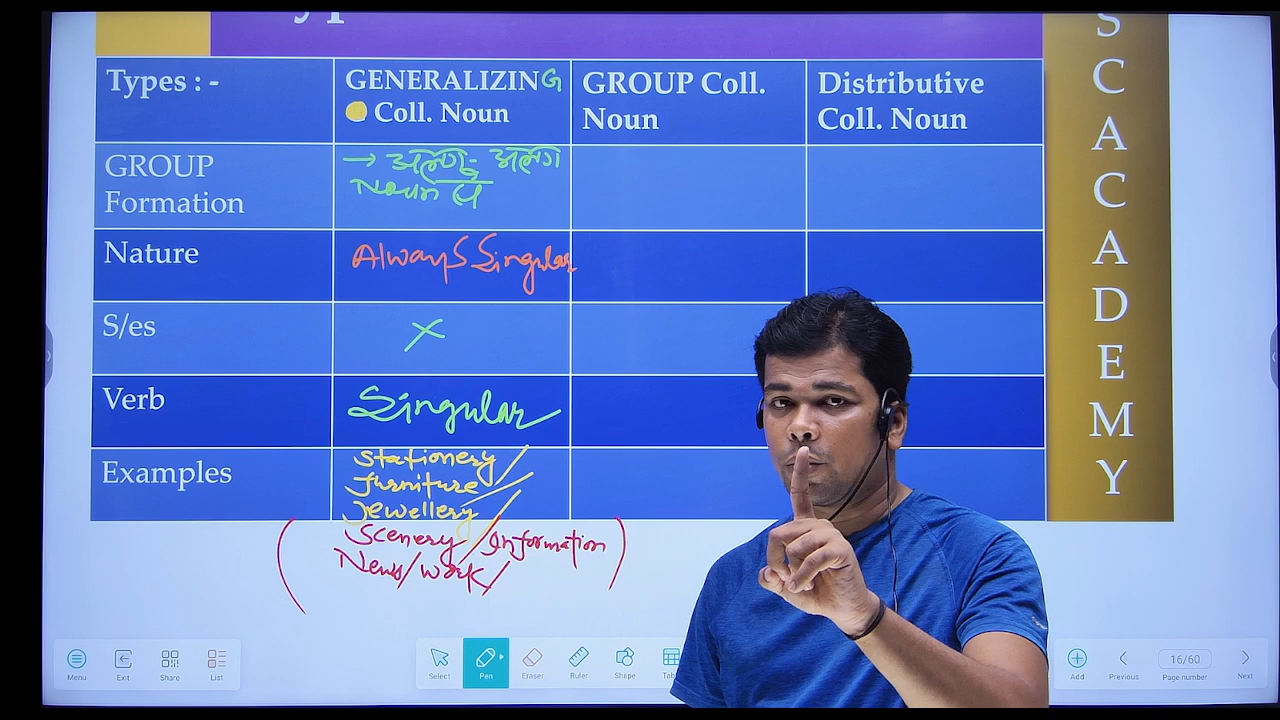 Types : -
GENERALIZING
Coll. Noun
GROUP Coll.
Noun
Distributive
Coll. Noun
GROUP
Formation
→ अलग-अलग
Noun से
Nature
Always Singular
S/es
×
Verb
Singular
Examples
Stationery/
furniture/
Jewellery/
Scenery/Information
News/work/
S
C
A
C
A
D
E
M
Y
Menu
Exit
Share
List
Select
Pen
Eraser
Ruler
Shape
Add
Previous
16/60
Page number
Next